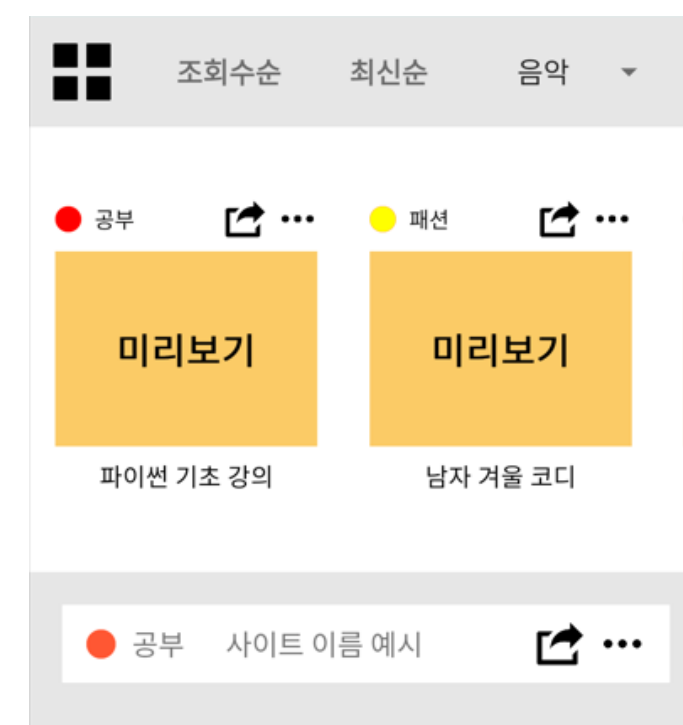 조회수순 최신순 음악
공부 패션
미리보기 미리보기
파이썬 기초 강의 남자 겨울 코디
공부 사이트 이름 예시